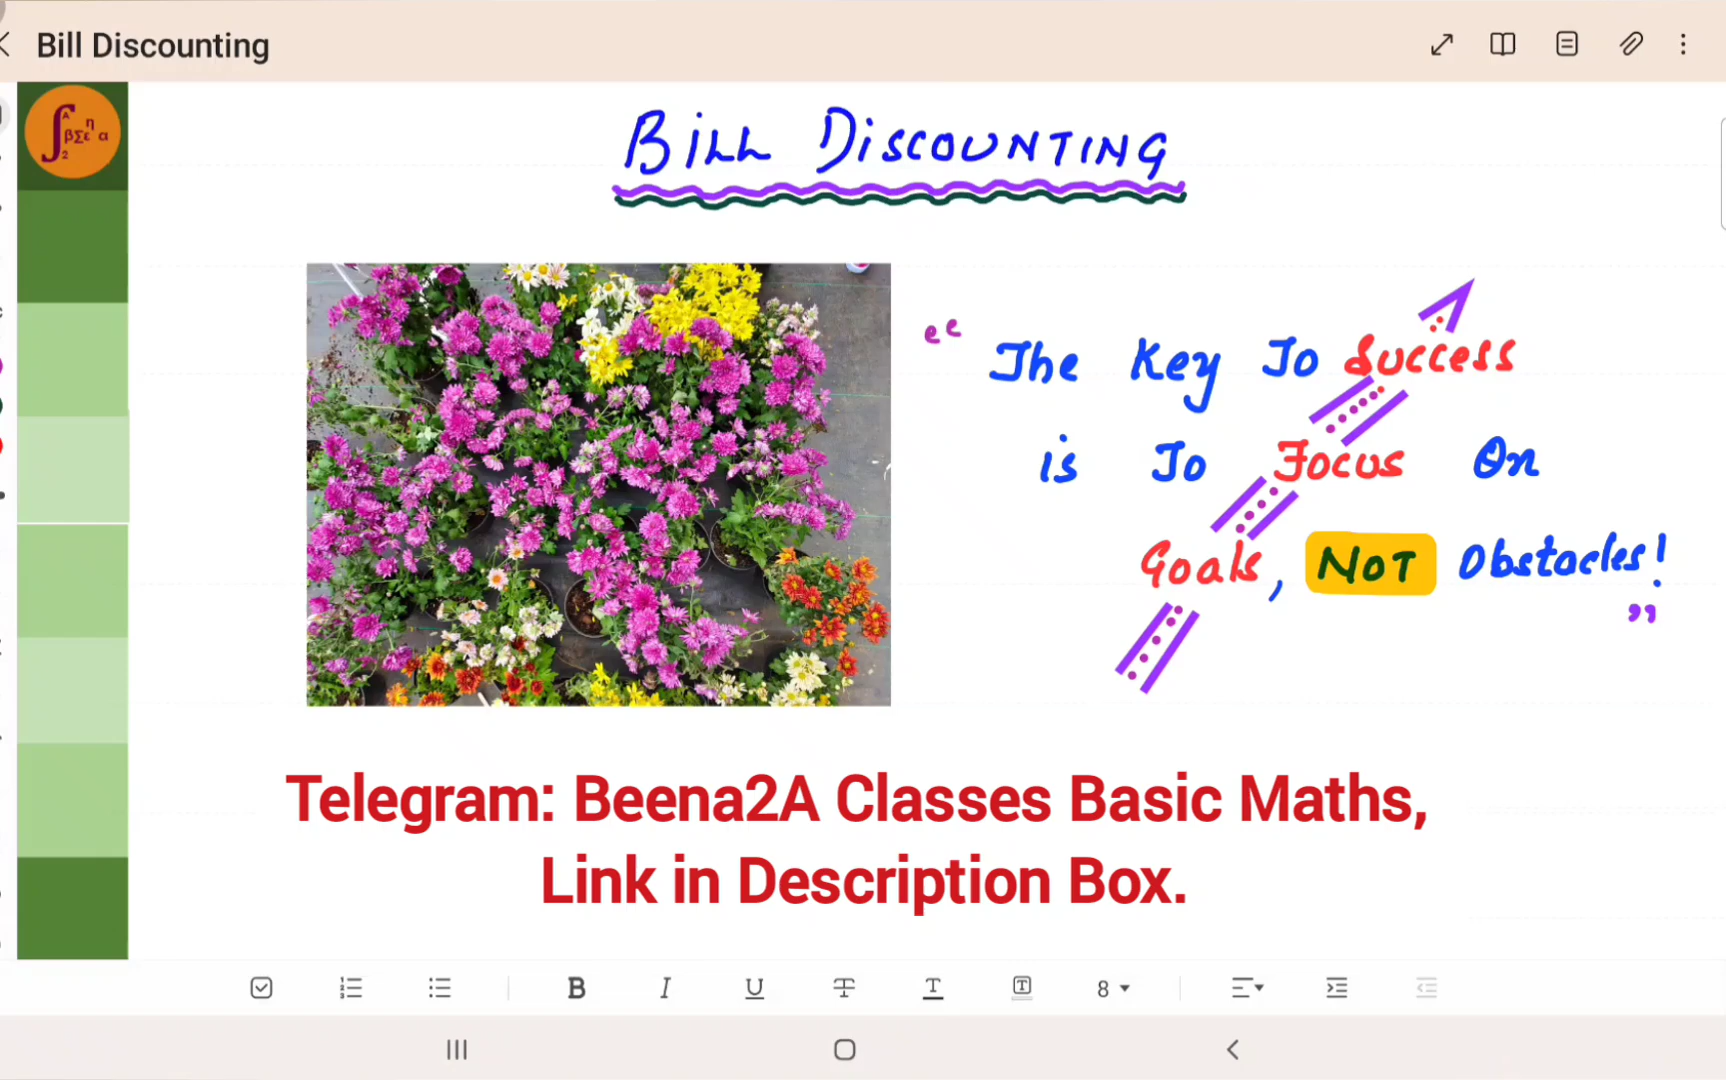 Bill Discounting
BILL DISCOUNTING
“ The Key To Success
is To Focus On
Goals, NOT Obstacles! ”
Telegram: Beena2A Classes Basic Maths,
Link in Description Box.
B I U T T T 8